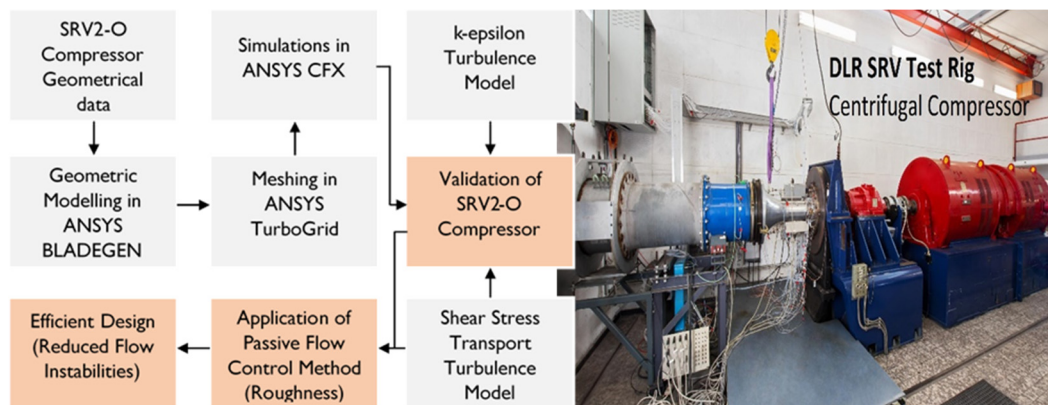 SRV2-O
Compressor
Geometrical
data
Simulations in
ANSYS CFX
k-epsilon
Turbulence
Model
DLR SRV Test Rig
Centrifugal Compressor
Geometric
Modelling in
ANSYS
BLADEGEN
Meshing in
ANSYS
TurboGrid
Validation of
SRV2-O
Compressor
Efficient Design
(Reduced Flow
Instabilities)
Application of
Passive Flow
Control Method
(Roughness)
Shear Stress
Transport
Turbulence
Model